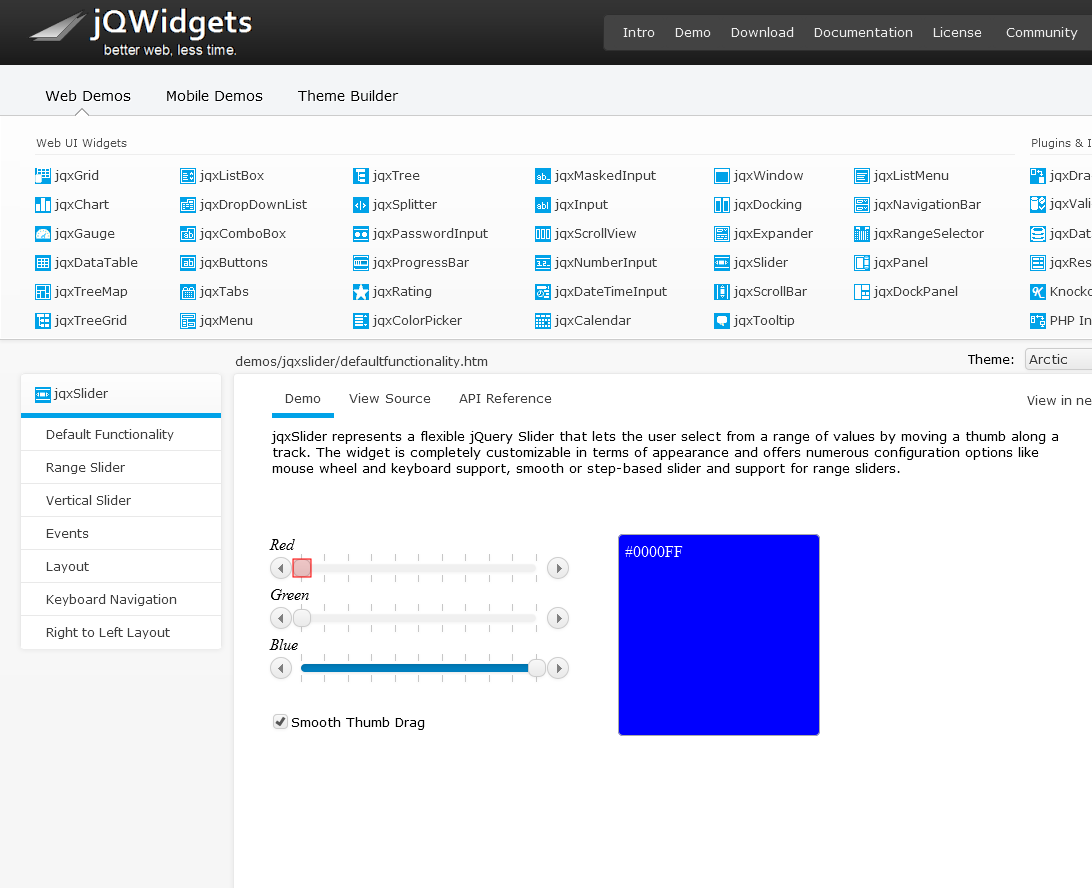 jQWidgets
better web, less time.
Intro Demo Download Documentation License Community
Web Demos Mobile Demos Theme Builder
Web UI Widgets
Plugins & I
jqxGrid jqxListBox jqxTree jqxMaskedInput jqxWindow jqxListMenu jqxDra
jqxChart jqxDropDownList jqxSplitter jqxInput jqxDocking jqxNavigationBar jqxVali
jqxGauge jqxComboBox jqxPasswordInput jqxScrollView jqxExpander jqxRangeSelector jqxDat
jqxDataTable jqxButtons jqxProgressBar jqxNumberInput jqxSlider jqxPanel jqxRes
jqxTreeMap jqxTabs jqxRating jqxDateTimeInput jqxScrollBar jqxDockPanel Knocko
jqxTreeGrid jqxMenu jqxColorPicker jqxCalendar jqxTooltip PHP In
demos/jqxslider/defaultfunctionality.htm
Theme: Arctic
jqxSlider
Default Functionality
Range Slider
Vertical Slider
Events
Layout
Keyboard Navigation
Right to Left Layout
Demo View Source API Reference
View in ne
jqxSlider represents a flexible jQuery Slider that lets the user select from a range of values by moving a thumb along a
track. The widget is completely customizable in terms of appearance and offers numerous configuration options like
mouse wheel and keyboard support, smooth or step-based slider and support for range sliders.
Red
Green
Blue
Smooth Thumb Drag
#0000FF